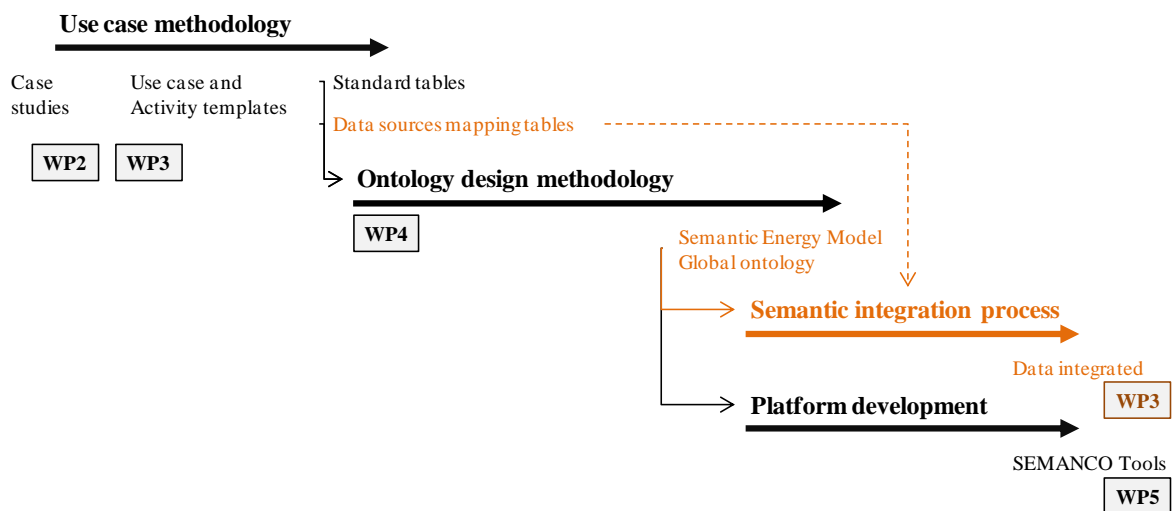 Use case methodology
Case
studies
Use case and
Activity templates
Standard tables
Data sources mapping tables
WP2
WP3
Ontology design methodology
WP4
Semantic Energy Model
Global ontology
Semantic integration process
Data integrated
WP3
Platform development
SEMANCO Tools
WP5